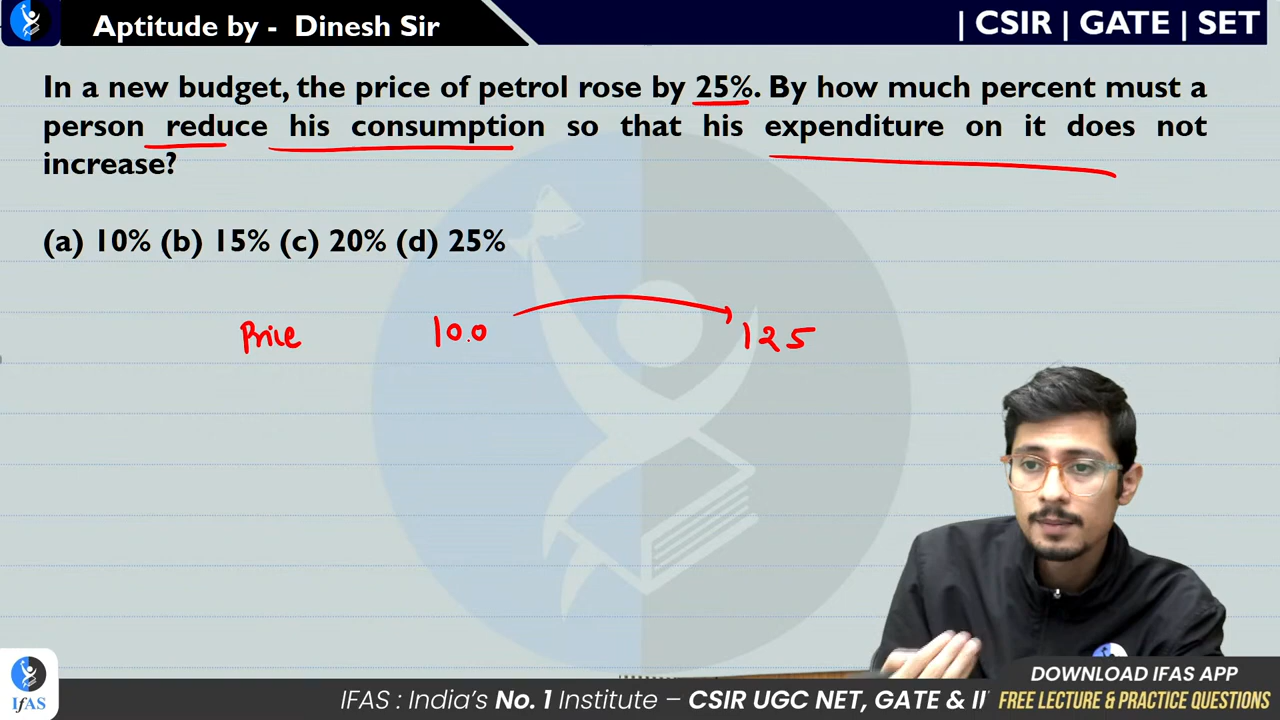 Aptitude by - Dinesh Sir
| CSIR | GATE | SET
In a new budget, the price of petrol rose by 25%. By how much percent must a
person reduce his consumption so that his expenditure on it does not
increase?
(a) 10% (b) 15% (c) 20% (d) 25%
Price 100 125
DOWNLOAD IFAS APP
IFAS
IFAS : India's No. 1 Institute – CSIR UGC NET, GATE & II
FREE LECTURE & PRACTICE QUESTIONS